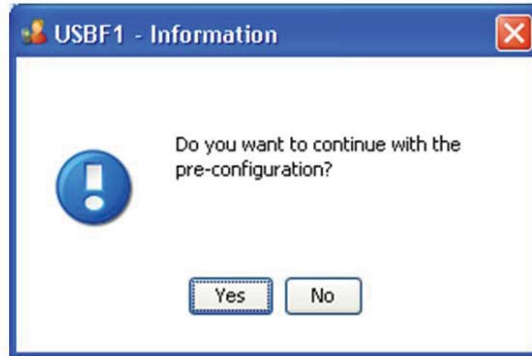 USBF1 - Information
Do you want to continue with the
pre-configuration?
Yes
No